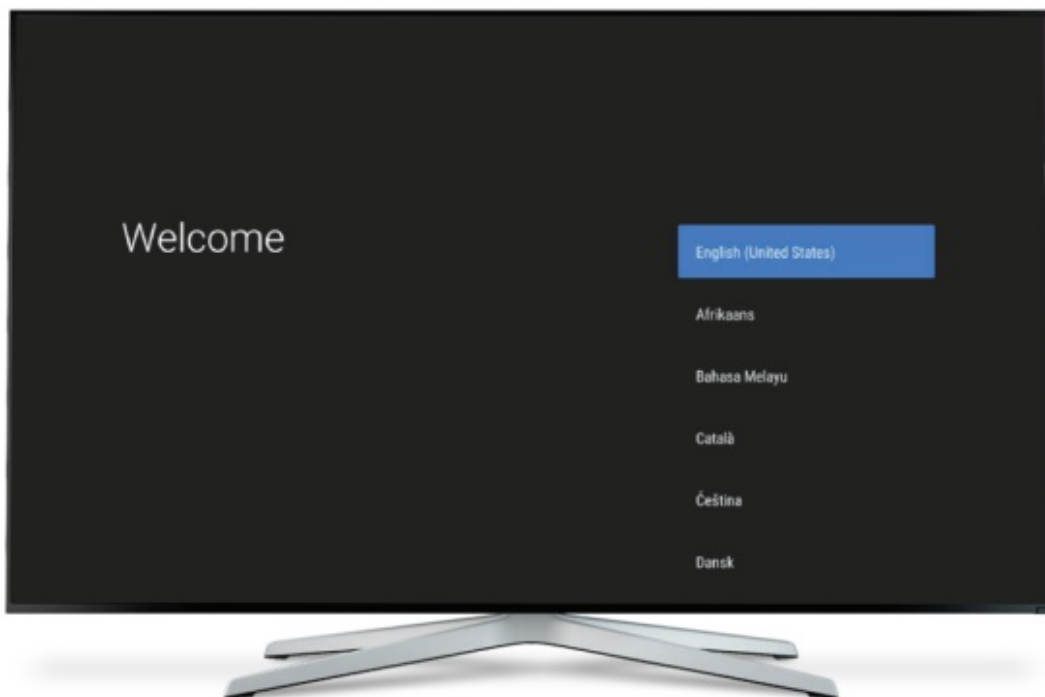 Welcome
English (United States)
Afrikaans
Bahasa Melayu
Català
Čeština
Dansk